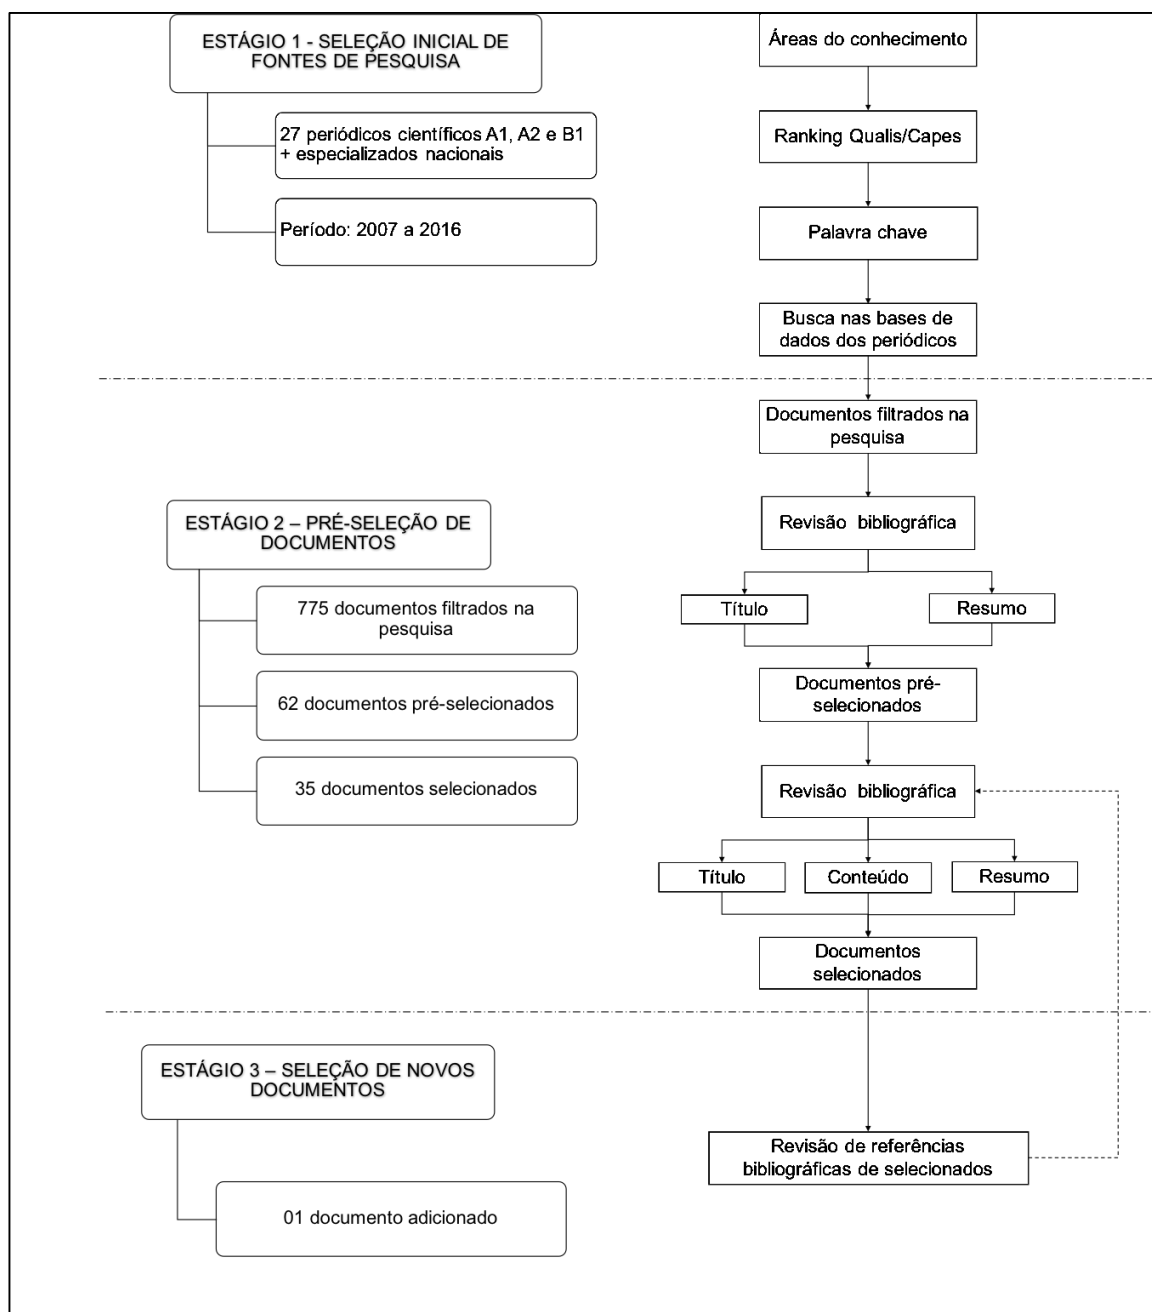 ESTÁGIO 1 - SELEÇÃO INICIAL DE
FONTES DE PESQUISA
27 periódicos científicos A1, A2 e B1
+ especializados nacionais
Período: 2007 a 2016
Áreas do conhecimento
Ranking Qualis/Capes
Palavra chave
Busca nas bases de
dados dos periódicos
ESTÁGIO 2 – PRÉ-SELEÇÃO DE
DOCUMENTOS
775 documentos filtrados na
pesquisa
62 documentos pré-selecionados
35 documentos selecionados
Documentos filtrados na
pesquisa
Revisão bibliográfica
Título
Resumo
Documentos pré-
selecionados
Revisão bibliográfica
Título
Conteúdo
Resumo
Documentos
selecionados
ESTÁGIO 3 – SELEÇÃO DE NOVOS
DOCUMENTOS
01 documento adicionado
Revisão de referências
bibliográficas de selecionados